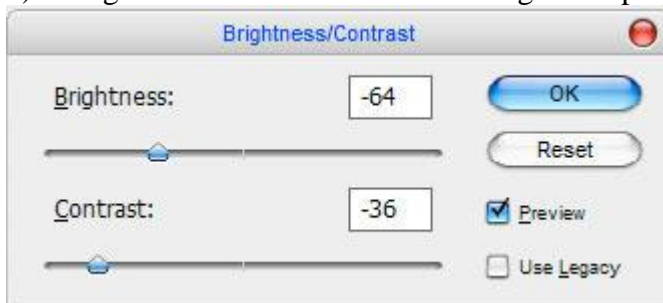 Brightness/Contrast
Brightness: -64
OK
Reset
Contrast: -36
Preview
Use Legacy